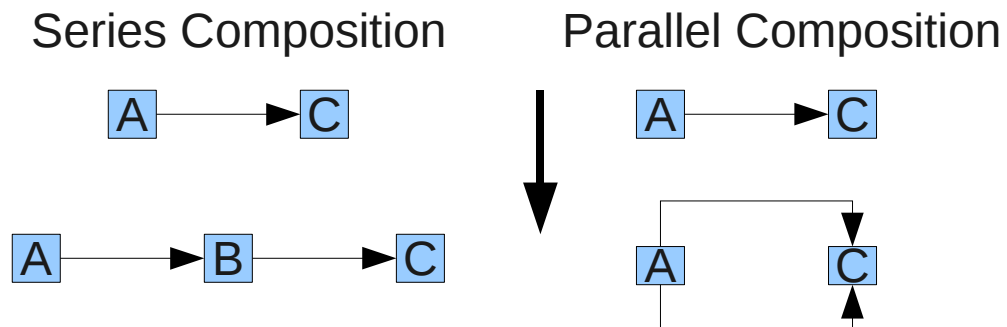 Series Composition
Parallel Composition
A C
A C
A B C
A C